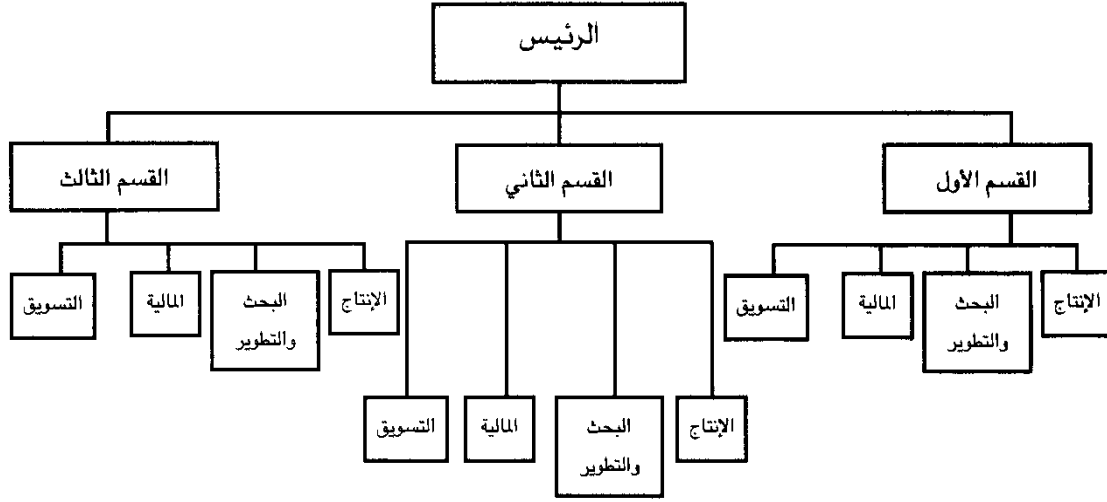 الرئيس
القسم الأول
القسم الثاني
القسم الثالث
الإنتاج
البحث
والتطوير
المالية
التسويق
الإنتاج
البحث
والتطوير
المالية
التسويق
الإنتاج
البحث
والتطوير
المالية
التسويق